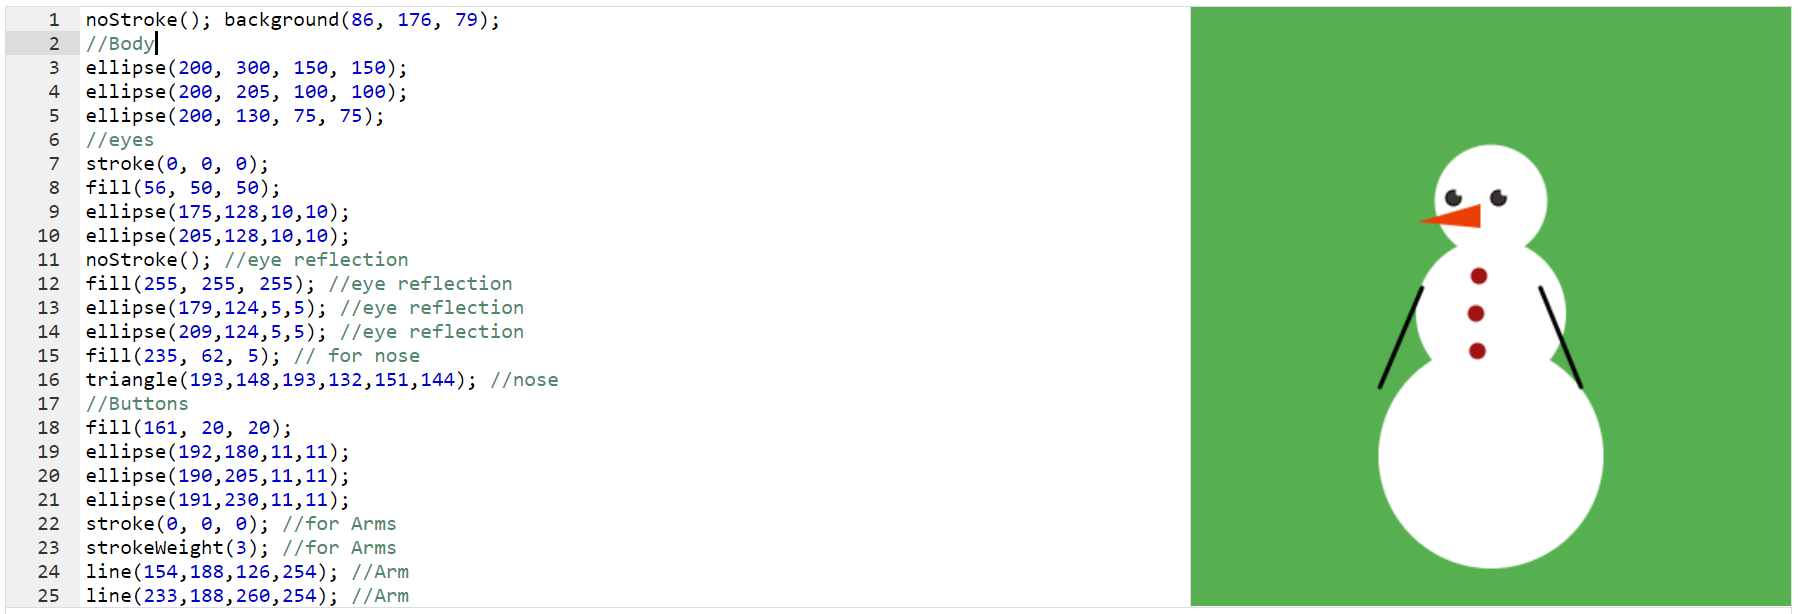 1 noStroke(); background(86, 176, 79);
2 //Body
3 ellipse(200, 300, 150, 150);
4 ellipse(200, 205, 100, 100);
5 ellipse(200, 130, 75, 75);
6 //eyes
7 stroke(0, 0, 0);
8 fill(56, 50, 50);
9 ellipse(175,128,10,10);
10 ellipse(205,128,10,10);
11 noStroke(); //eye reflection
12 fill(255, 255, 255); //eye reflection
13 ellipse(179,124,5,5); //eye reflection
14 ellipse(209,124,5,5); //eye reflection
15 fill(235, 62, 5); // for nose
16 triangle(193,148,193,132,151,144); //nose
17 //Buttons
18 fill(161, 20, 20);
19 ellipse(192,180,11,11);
20 ellipse(190,205,11,11);
21 ellipse(191,230,11,11);
22 stroke(0, 0, 0); //for Arms
23 strokeWeight(3); //for Arms
24 line(154,188,126,254); //Arm
25 line(233,188,260,254); //Arm